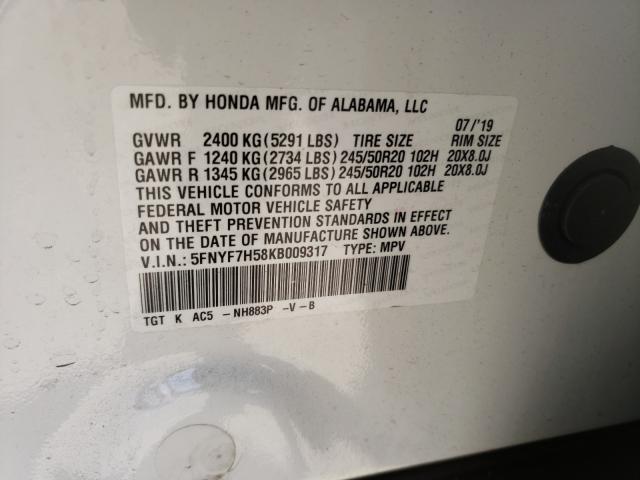 MFD. BY HONDA MFG. OF ALABAMA, LLC
07/'19
GVWR 2400 KG(5291 LBS) TIRE SIZE RIM SIZE
GAWR F 1240 KG(2734 LBS) 245/50R20 102H 20X8.0J
GAWR R 1345 KG(2965 LBS) 245/50R20 102H 20X8.0J
THIS VEHICLE CONFORMS TO ALL APPLICABLE
FEDERAL MOTOR VEHICLE SAFETY
AND THEFT PREVENTION STANDARDS IN EFFECT
ON THE DATE OF MANUFACTURE SHOWN ABOVE.
V.I.N.: 5FNYF7H58KB009317 TYPE: MPV
TGT K AC5 -NH883P -V-B